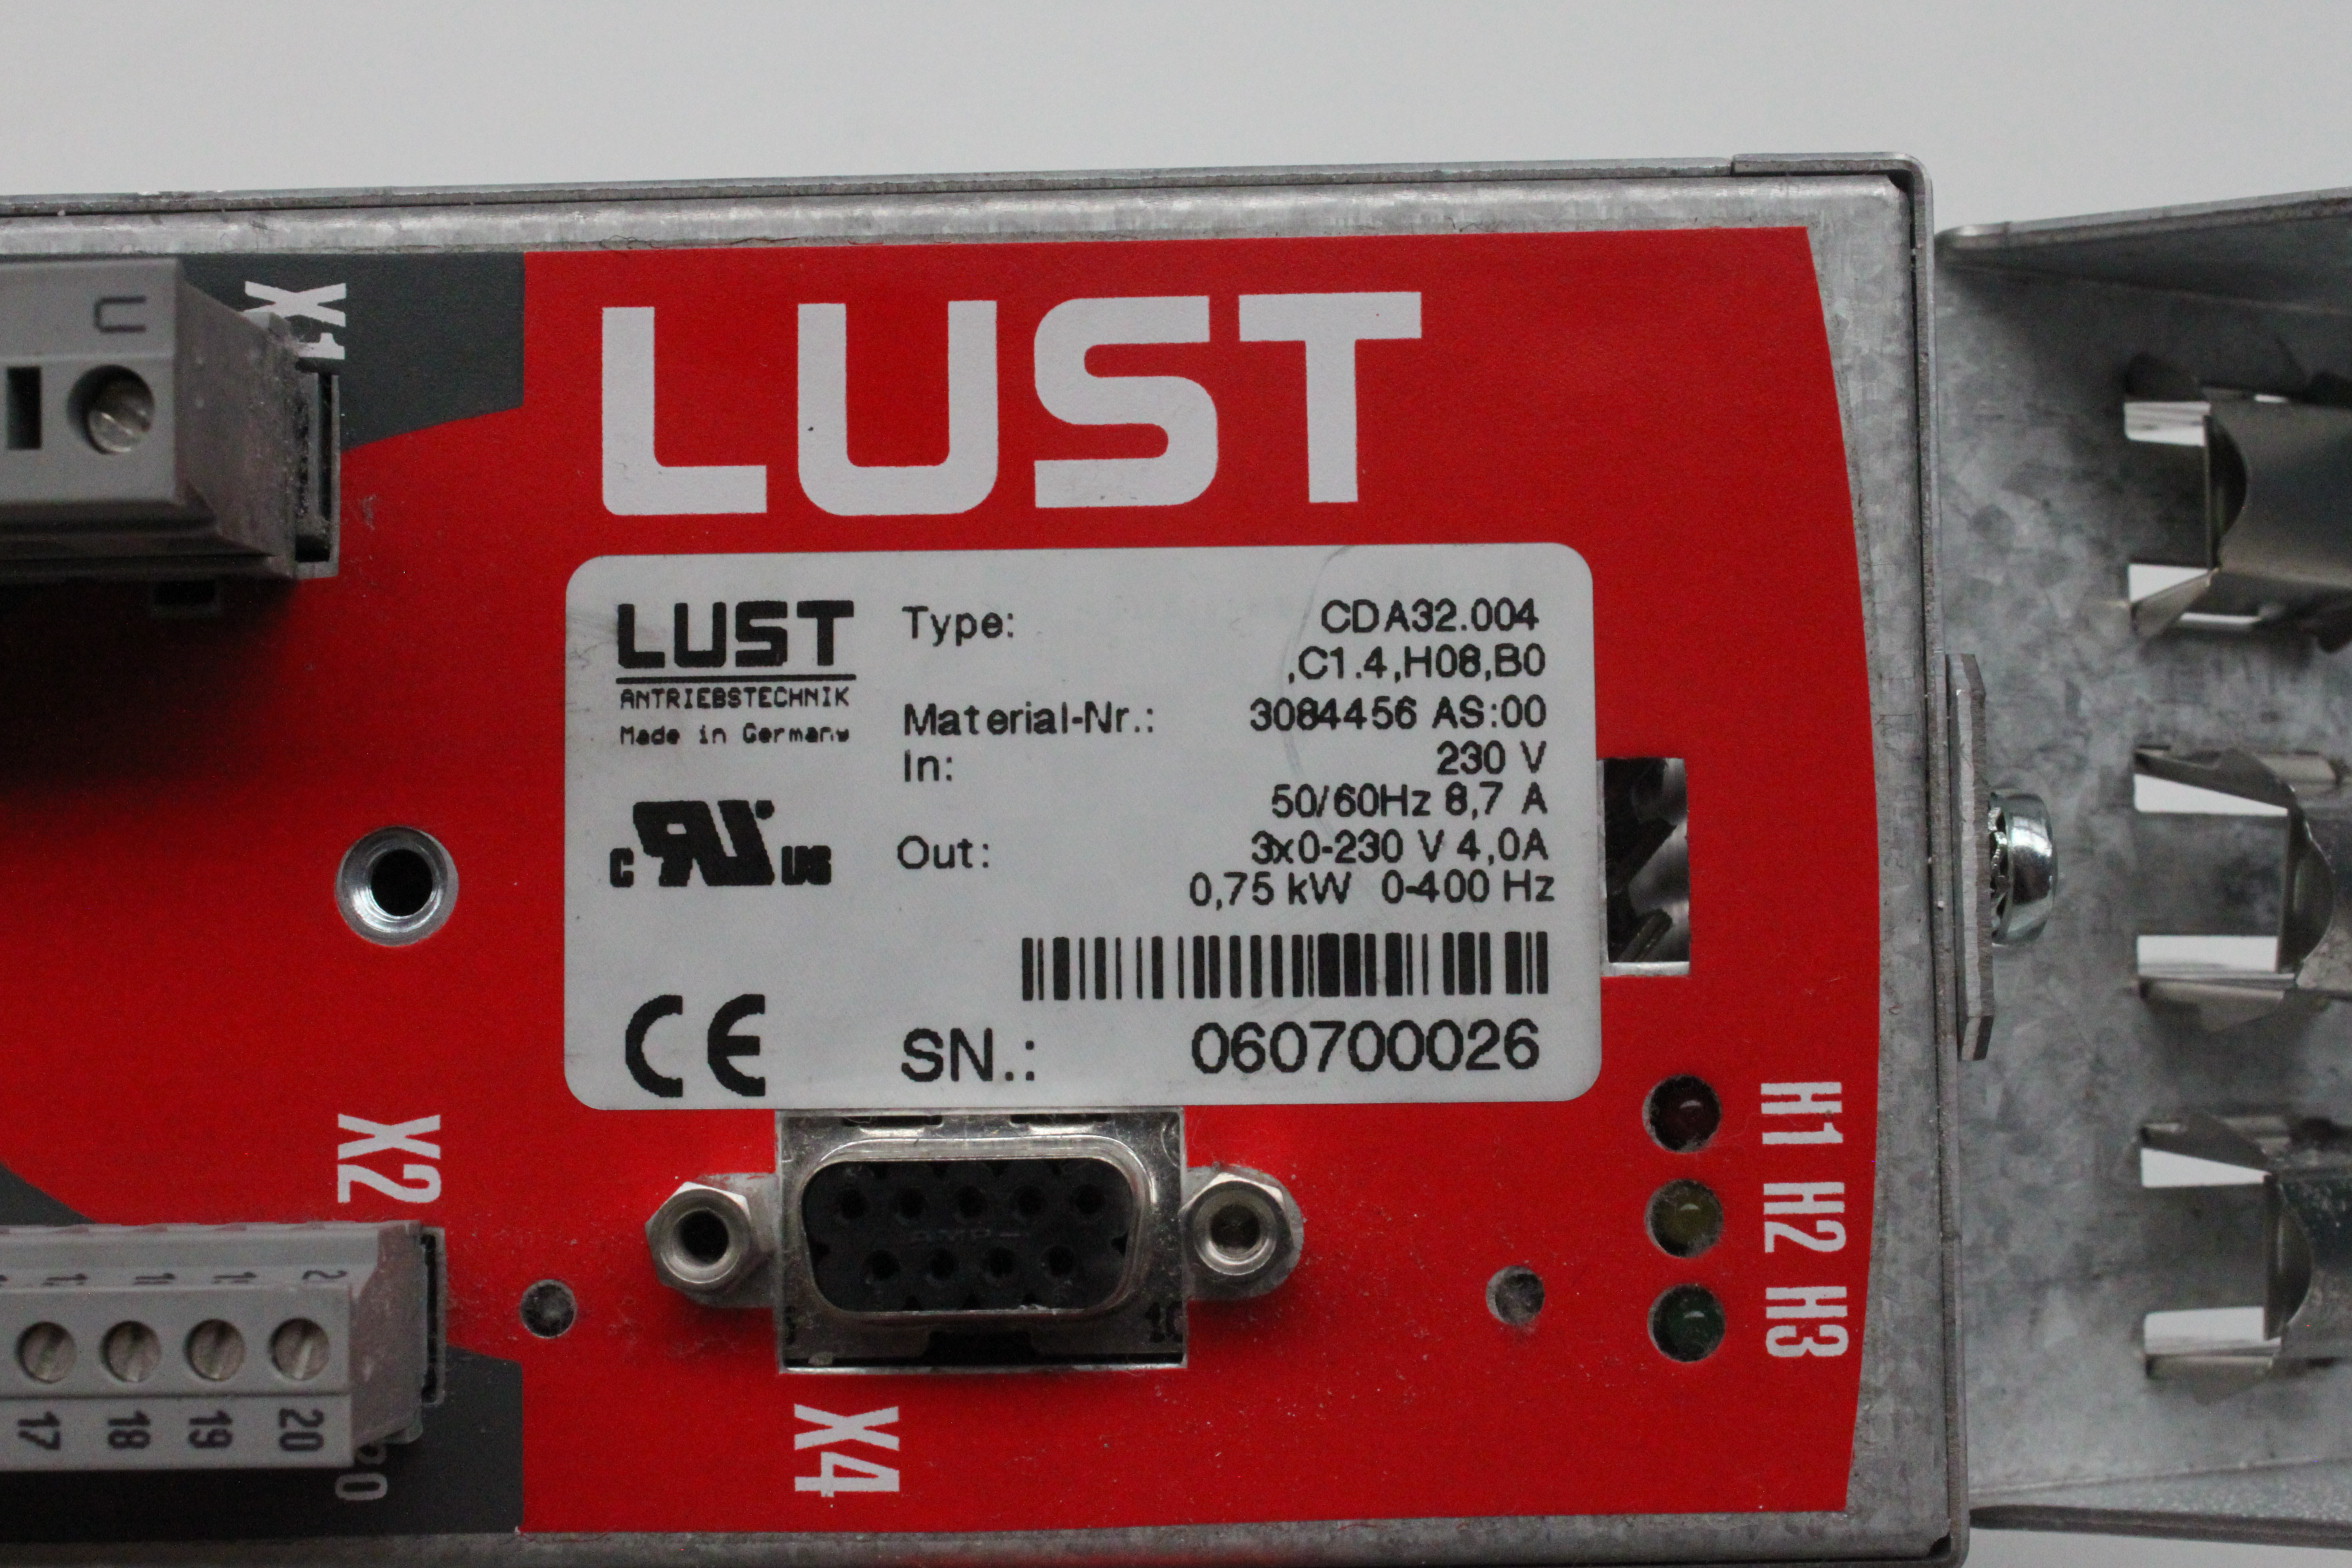 X1
U
LUST
LUST
ANTRIEBSTECHNIK
Made in Germany
Type: CDA32.004
,C1.4,H08,B0
Material-Nr.: 3084456 AS:00
In: 230 V
50/60Hz 8,7 A
Out: 3x0-230 V 4,0A
0,75 kW 0-400 Hz
c RU us
CE
SN.: 060700026
H1 H2 H3
X2
17 18 19 20
20
X4